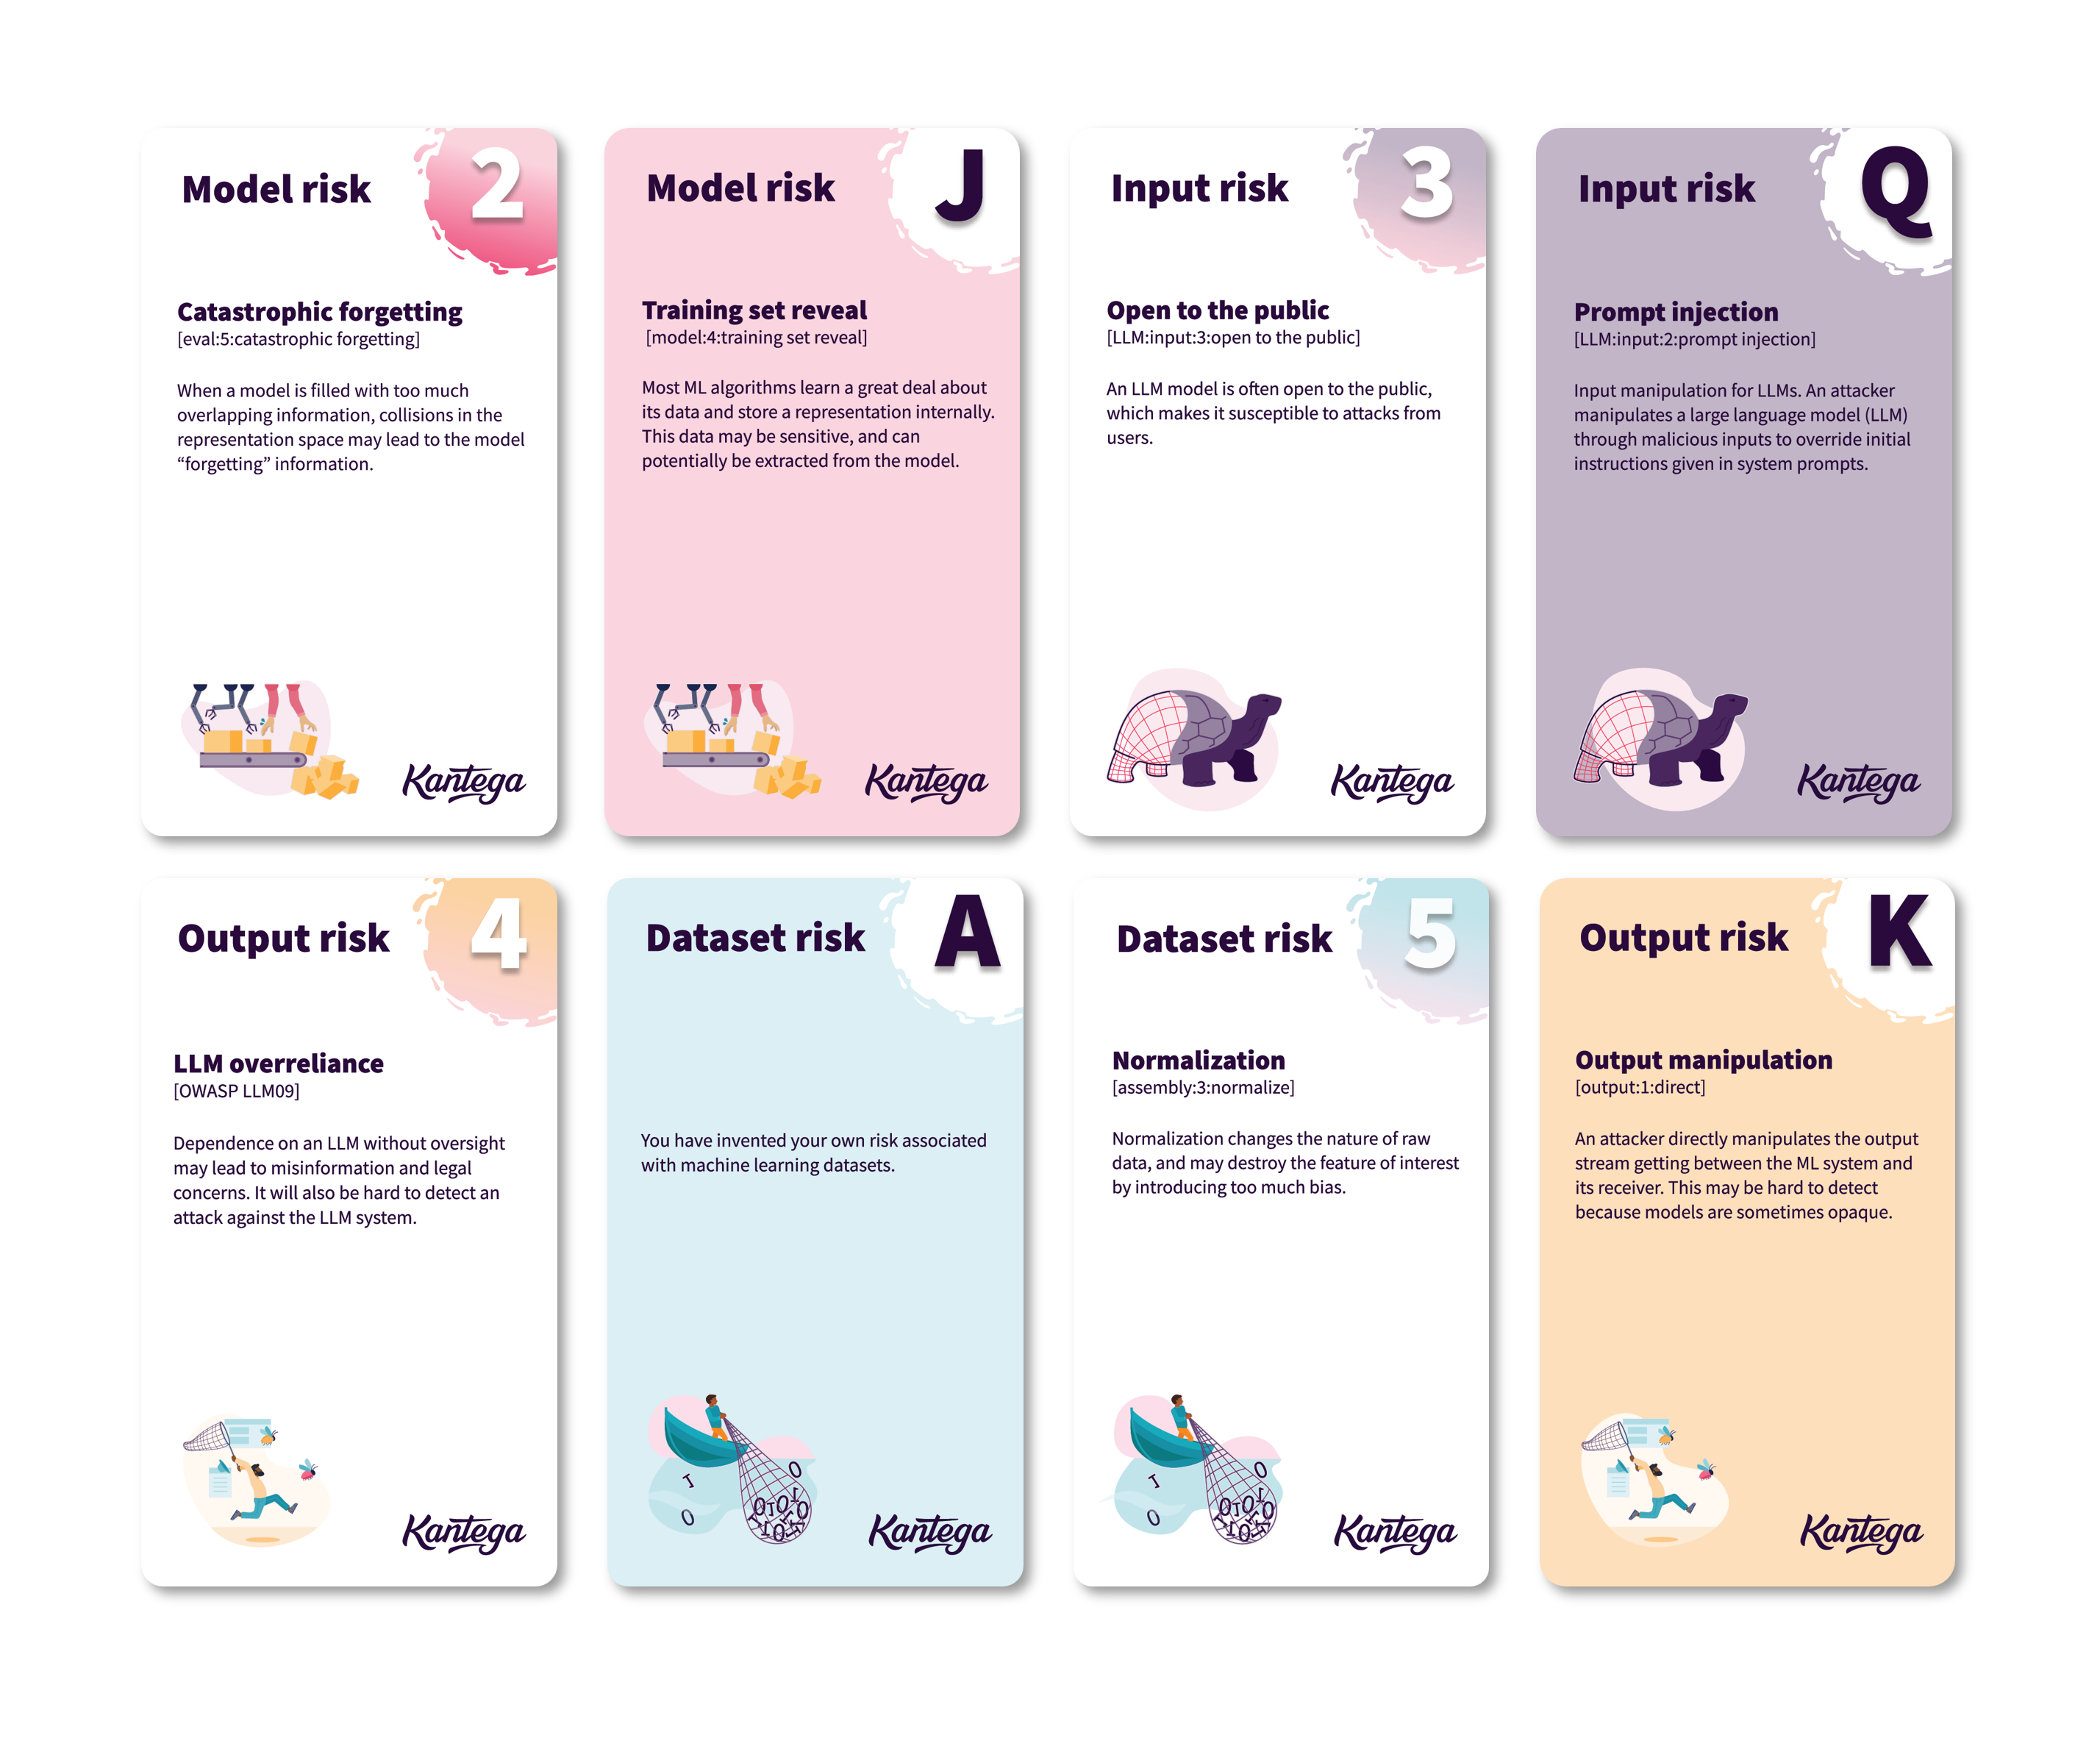 Model risk
2
Catastrophic forgetting
[eval:5:catastrophic forgetting]
When a model is filled with too much
overlapping information, collisions in the
representation space may lead to the model
“forgetting” information.
Kantega
Model risk
J
Training set reveal
[model:4:training set reveal]
Most ML algorithms learn a great deal about
its data and store a representation internally.
This data may be sensitive, and can
potentially be extracted from the model.
Kantega
Input risk
3
Open to the public
[LLM:input:3:open to the public]
An LLM model is often open to the public,
which makes it susceptible to attacks from
users.
Kantega
Input risk
Q
Prompt injection
[LLM:input:2:prompt injection]
Input manipulation for LLMs. An attacker
manipulates a large language model (LLM)
through malicious inputs to override initial
instructions given in system prompts.
Kantega
Output risk
4
LLM overreliance
[OWASP LLM09]
Dependence on an LLM without oversight
may lead to misinformation and legal
concerns. It will also be hard to detect an
attack against the LLM system.
Kantega
Dataset risk
A
You have invented your own risk associated
with machine learning datasets.
Kantega
Dataset risk
5
Normalization
[assembly:3:normalize]
Normalization changes the nature of raw
data, and may destroy the feature of interest
by introducing too much bias.
Kantega
Output risk
K
Output manipulation
[output:1:direct]
An attacker directly manipulates the output
stream getting between the ML system and
its receiver. This may be hard to detect
because models are sometimes opaque.
Kantega